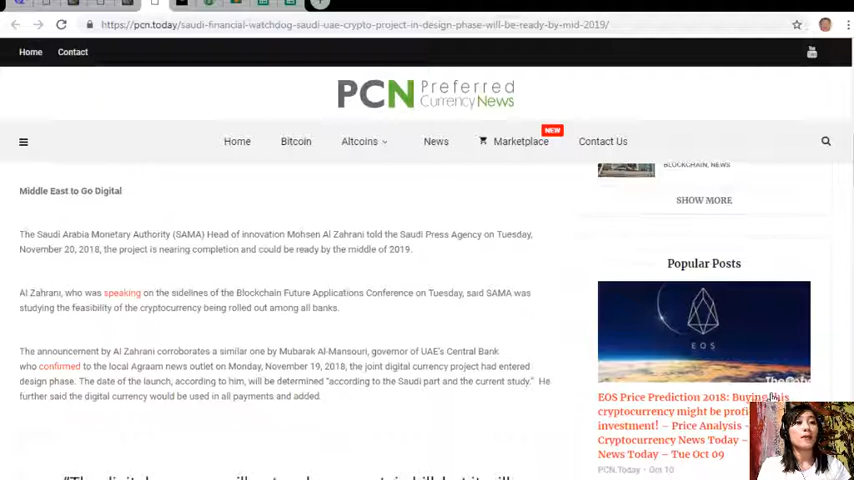 https://pcn.today/saudi-financial-watchdog-saudi-uae-crypto-project-in-design-phase-will-be-ready-by-mid-2019/
Home Contact
PCN Preferred
Currency News
NEW
Home Bitcoin Altcoins News Marketplace Contact Us
BLOCKCHAIN, NEWS
SHOW MORE
Middle East to Go Digital
The Saudi Arabia Monetary Authority (SAMA) Head of innovation Mohsen Al Zahrani told the Saudi Press Agency on Tuesday,
November 20, 2018, the project is nearing completion and could be ready by the middle of 2019.
Al Zahrani, who was speaking on the sidelines of the Blockchain Future Applications Conference on Tuesday, said SAMA was
studying the feasibility of the cryptocurrency being rolled out among all banks.
The announcement by Al Zahrani corroborates a similar one by Mubarak Al-Mansouri, governor of UAE's Central Bank
who confirmed to the local Agraam news outlet on Monday, November 19, 2018, the joint digital currency project had entered
design phase. The date of the launch, according to him, will be determined "according to the Saudi part and the current study." He
further said the digital currency would be used in all payments and added.
Popular Posts
EOS
EOS Price Prediction 2018: Buying this
cryptocurrency might be
investment! – Price Analysis –
Cryptocurrency News Today –
News Today – Tue Oct 09
PCN.Today - Oct 10